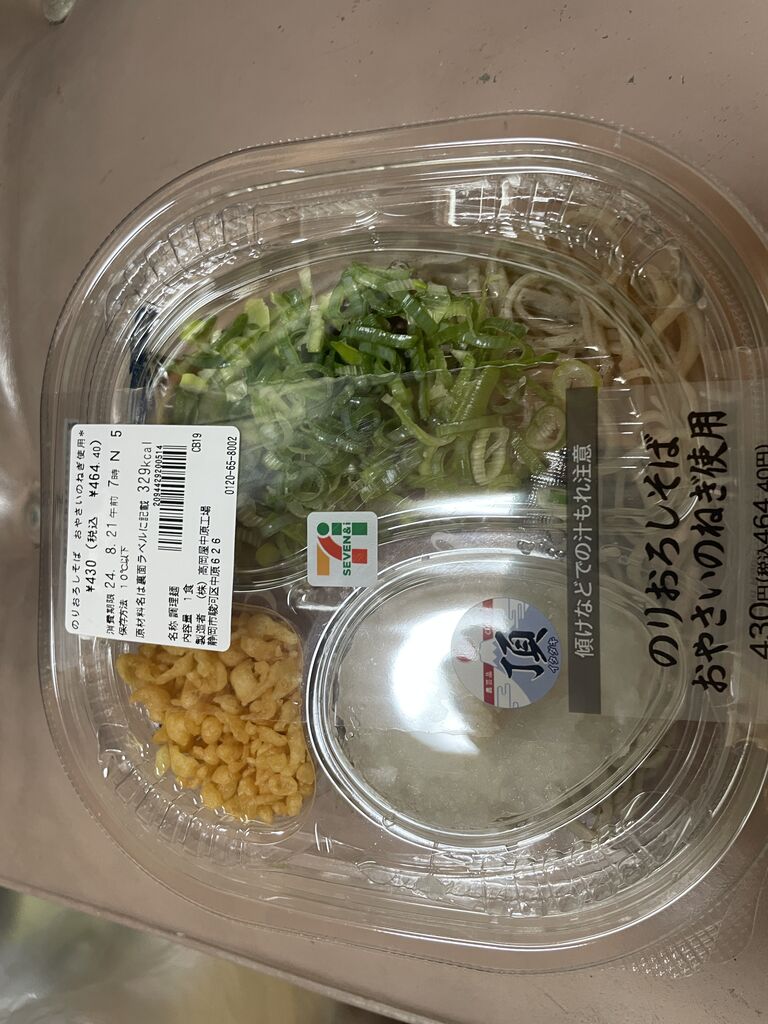 のりおろしそば おやさいのねぎ使用*
¥430 (税込 ¥464.40)
消費期限 24.8.21 午前 7時 N 5
保存方法 10℃以下
原材料名は裏面ラベルに記載 329kcal
2094429200514
名称 調理麺
CB19
内容量 1食
製造者 (株) 高岡屋中原工場
静岡市駿河区中原626
0120-65-8002
SEVEN&i
頂
イタダキ
傾けなどでの汁もれ注意
のりおろしそば
おやさいのねぎ使用
430円(税込464.40円)